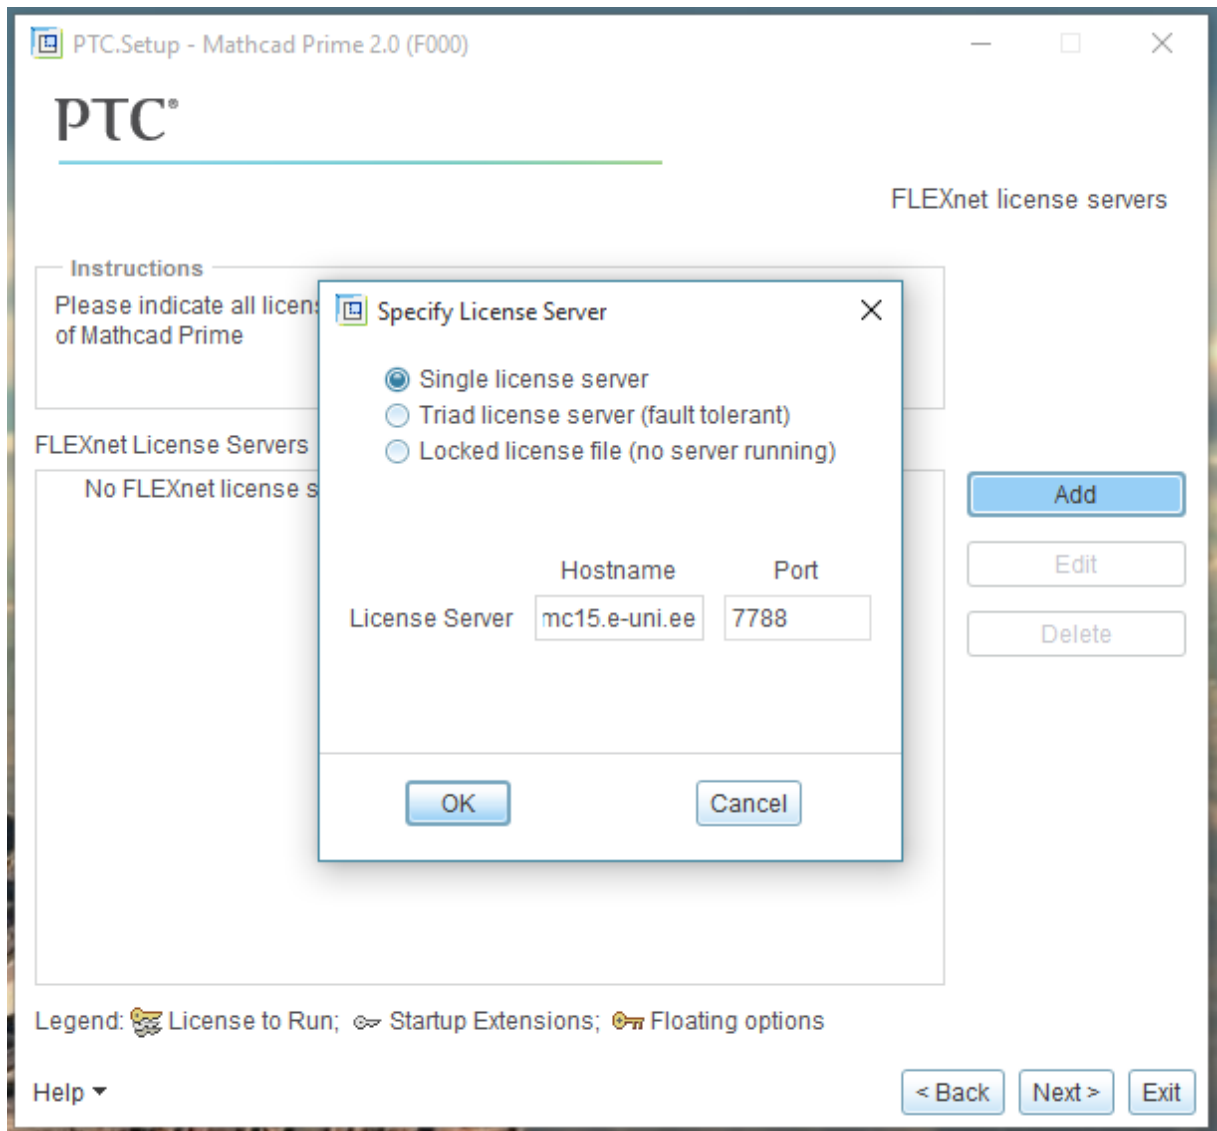 PTC.Setup - Mathcad Prime 2.0 (F000)
PTC®
FLEXnet license servers
Instructions
Please indicate all
of Mathcad Prime
Specify License Server
Single license server
Triad license server (fault tolerant)
Locked license file (no server running)
FLEXnet License Servers
No FLEXnet license
Add
Edit
Delete
Hostname Port
License Server mc15.e-uni.ee 7788
OK Cancel
Legend: License to Run; Startup Extensions; Floating options
Help < Back Next > Exit